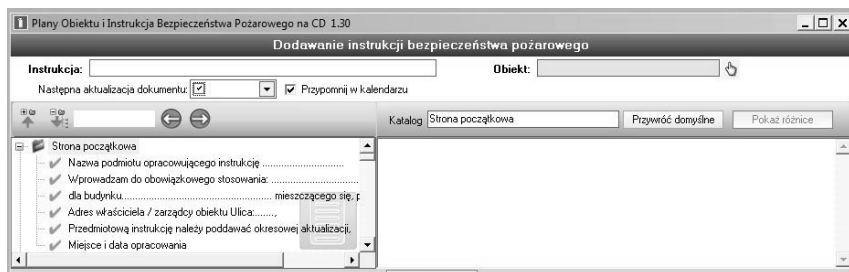 Plany Obiektu i Instrukcja Bezpieczeństwa Pożarowego na CD 1.30
Dodawanie instrukcji bezpieczeństwa pożarowego
Instrukcja: Obiekt:
Następna aktualizacja dokumentu: Przypomnij w kalendarzu
Katalog Strona początkowa Przywróć domyślne Pokaż różnice
Strona początkowa
Nazwa podmiotu opracowującego instrukcję ..............................
Wprowadzam do obowiązkowego stosowania: ..............................
dla budynku.................................................... mieszczącego się, p
Adres właściciela / zarządcy obiektu Ulica:.......,
Przedmiotową instrukcję należy poddawać okresowej aktualizacji,
Miejsce i data opracowania